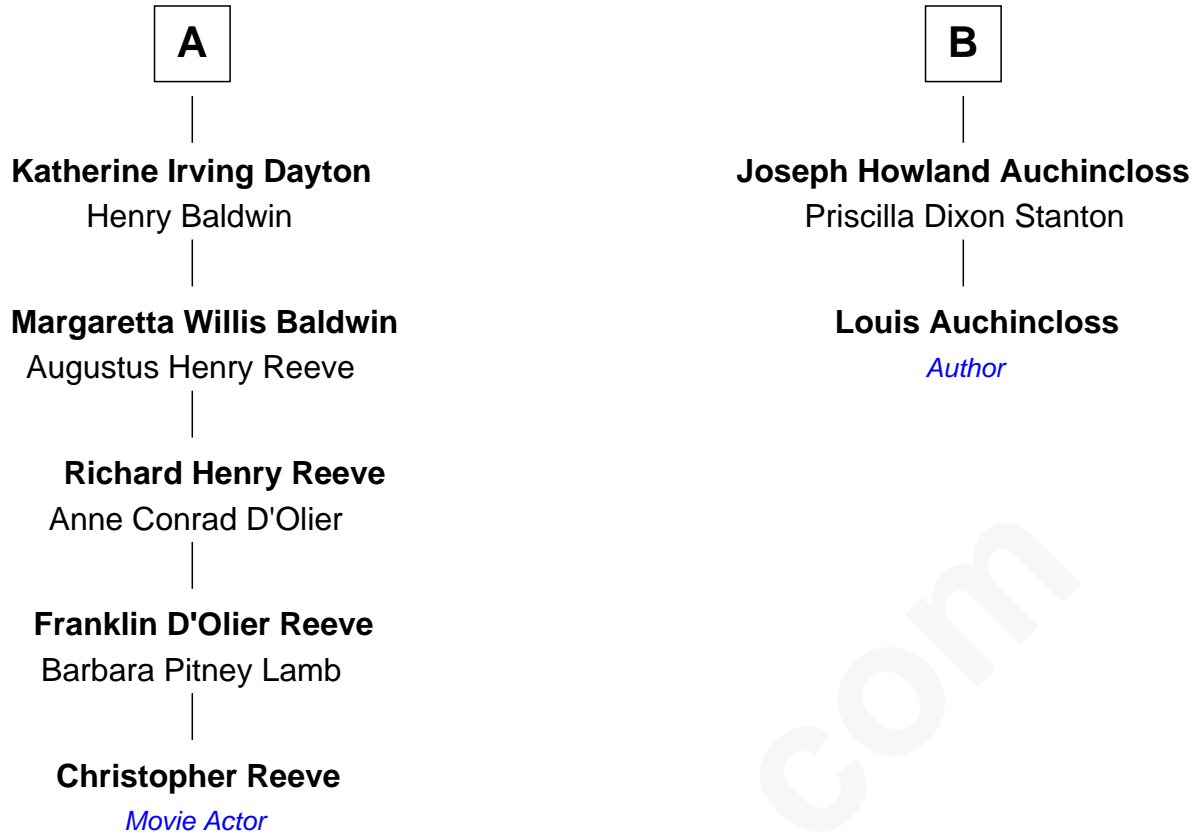 A
Katherine Irving Dayton
Henry Baldwin
Margaretta Willis Baldwin
Augustus Henry Reeve
Richard Henry Reeve
Anne Conrad D'Olier
Franklin D'Olier Reeve
Barbara Pitney Lamb
Christopher Reeve
Movie Actor
B
Joseph Howland Auchincloss
Priscilla Dixon Stanton
Louis Auchincloss
Author
com